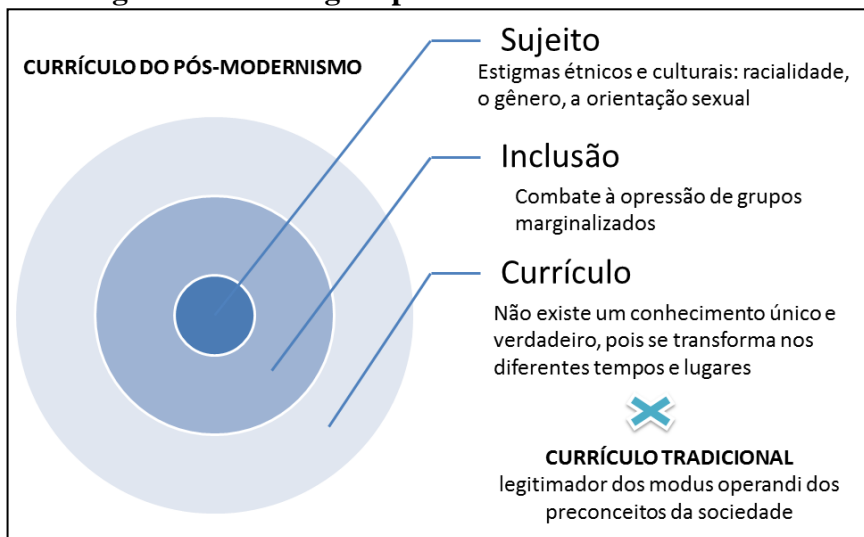 CURRÍCULO DO PÓS-MODERNISMO
Sujeito
Estigmas étnicos e culturais: racialidade,
o gênero, a orientação sexual
Inclusão
Combate à opressão de grupos
marginalizados
Currículo
Não existe um conhecimento único e
verdadeiro, pois se transforma nos
diferentes tempos e lugares
CURRÍCULO TRADICIONAL
legitimador dos modus operandi dos
preconceitos da sociedade